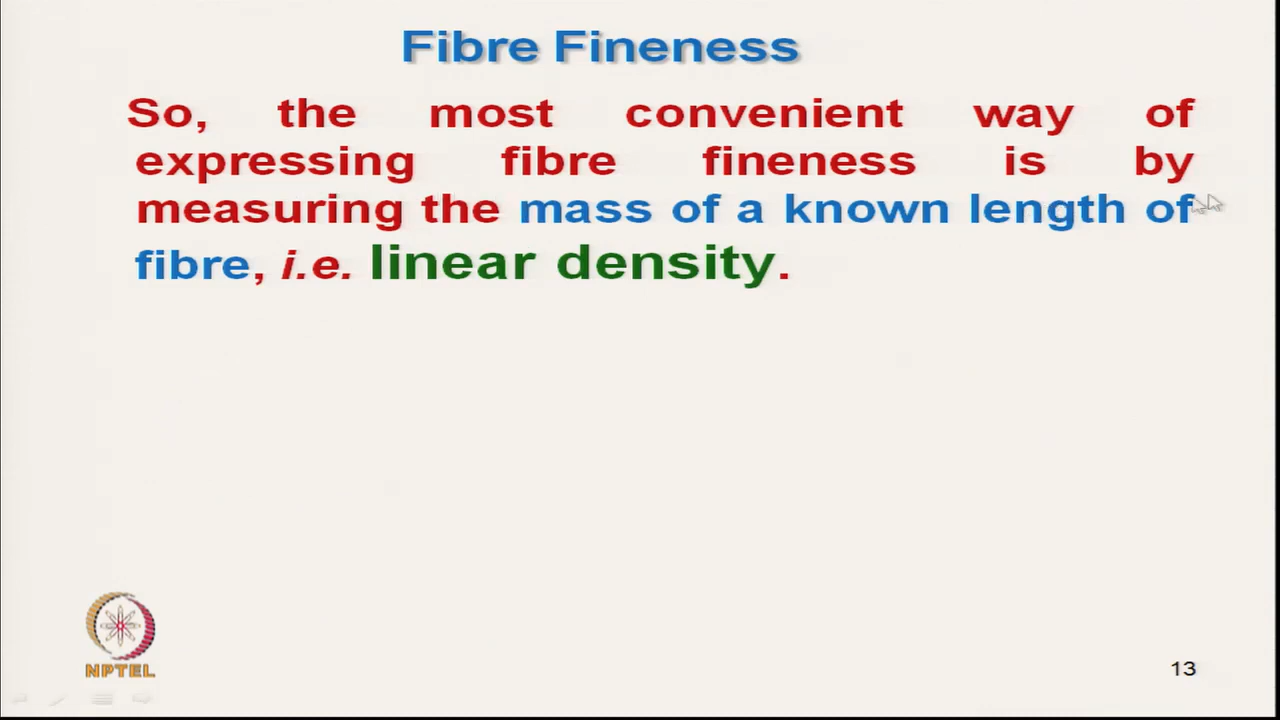 Fibre Fineness
So, the most convenient way of
expressing fibre fineness is by
measuring the mass of a known length of
fibre, i.e. linear density.
NPTEL
13